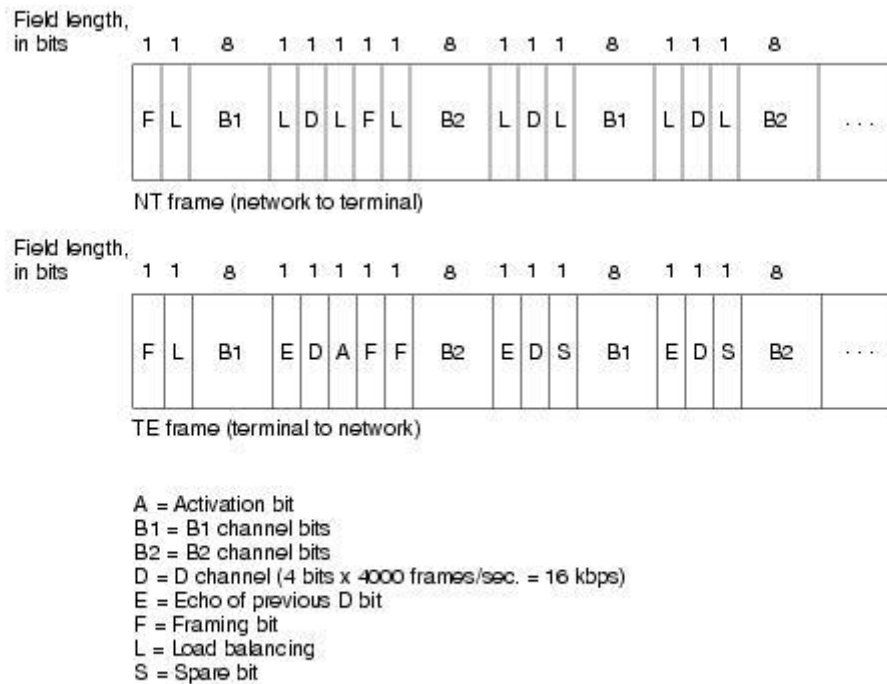 Field length,
in bits 1 1 8 1 1 1 1 1 8 1 1 1 8 1 1 1 8
F L B1 L D L F L B2 L D L B1 L D L B2 . . .
NT frame (network to terminal)
Field length,
in bits 1 1 8 1 1 1 1 1 8 1 1 1 8 1 1 1 8
F L B1 E D A F F B2 E D S B1 E D S B2 . . .
TE frame (terminal to network)
A = Activation bit
B1 = B1 channel bits
B2 = B2 channel bits
D = D channel (4 bits x 4000 frames/sec. = 16 kbps)
E = Echo of previous D bit
F = Framing bit
L = Load balancing
S = Spare bit